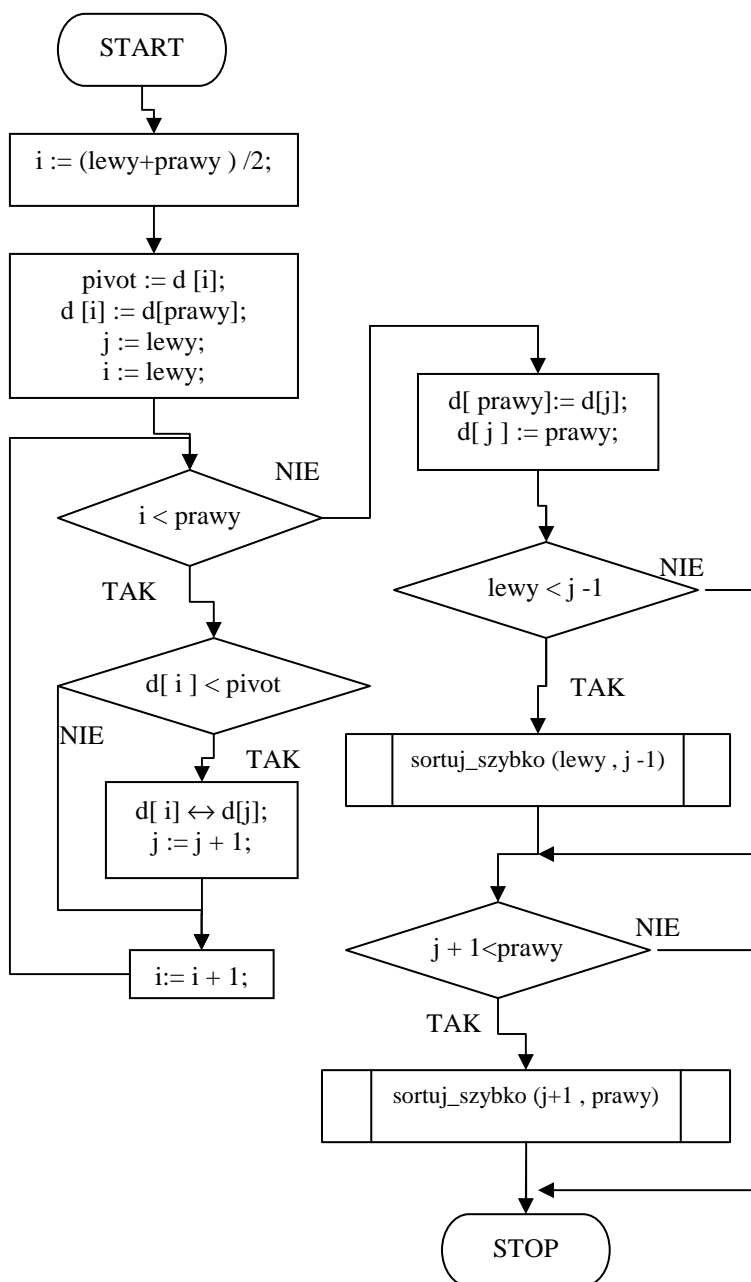 START
i := (lewy+prawy ) /2;
pivot := d [i];
d [i] := d[prawy];
j := lewy;
i := lewy;
i < prawy
NIE
TAK
d[ i ] < pivot
NIE
TAK
d[ i] ↔ d[j];
j := j + 1;
i:= i + 1;
d[ prawy]:= d[j];
d[ j ] := prawy;
lewy < j -1
NIE
TAK
sortuj_szybko (lewy , j -1)
j + 1<prawy
NIE
TAK
sortuj_szybko (j+1 , prawy)
STOP